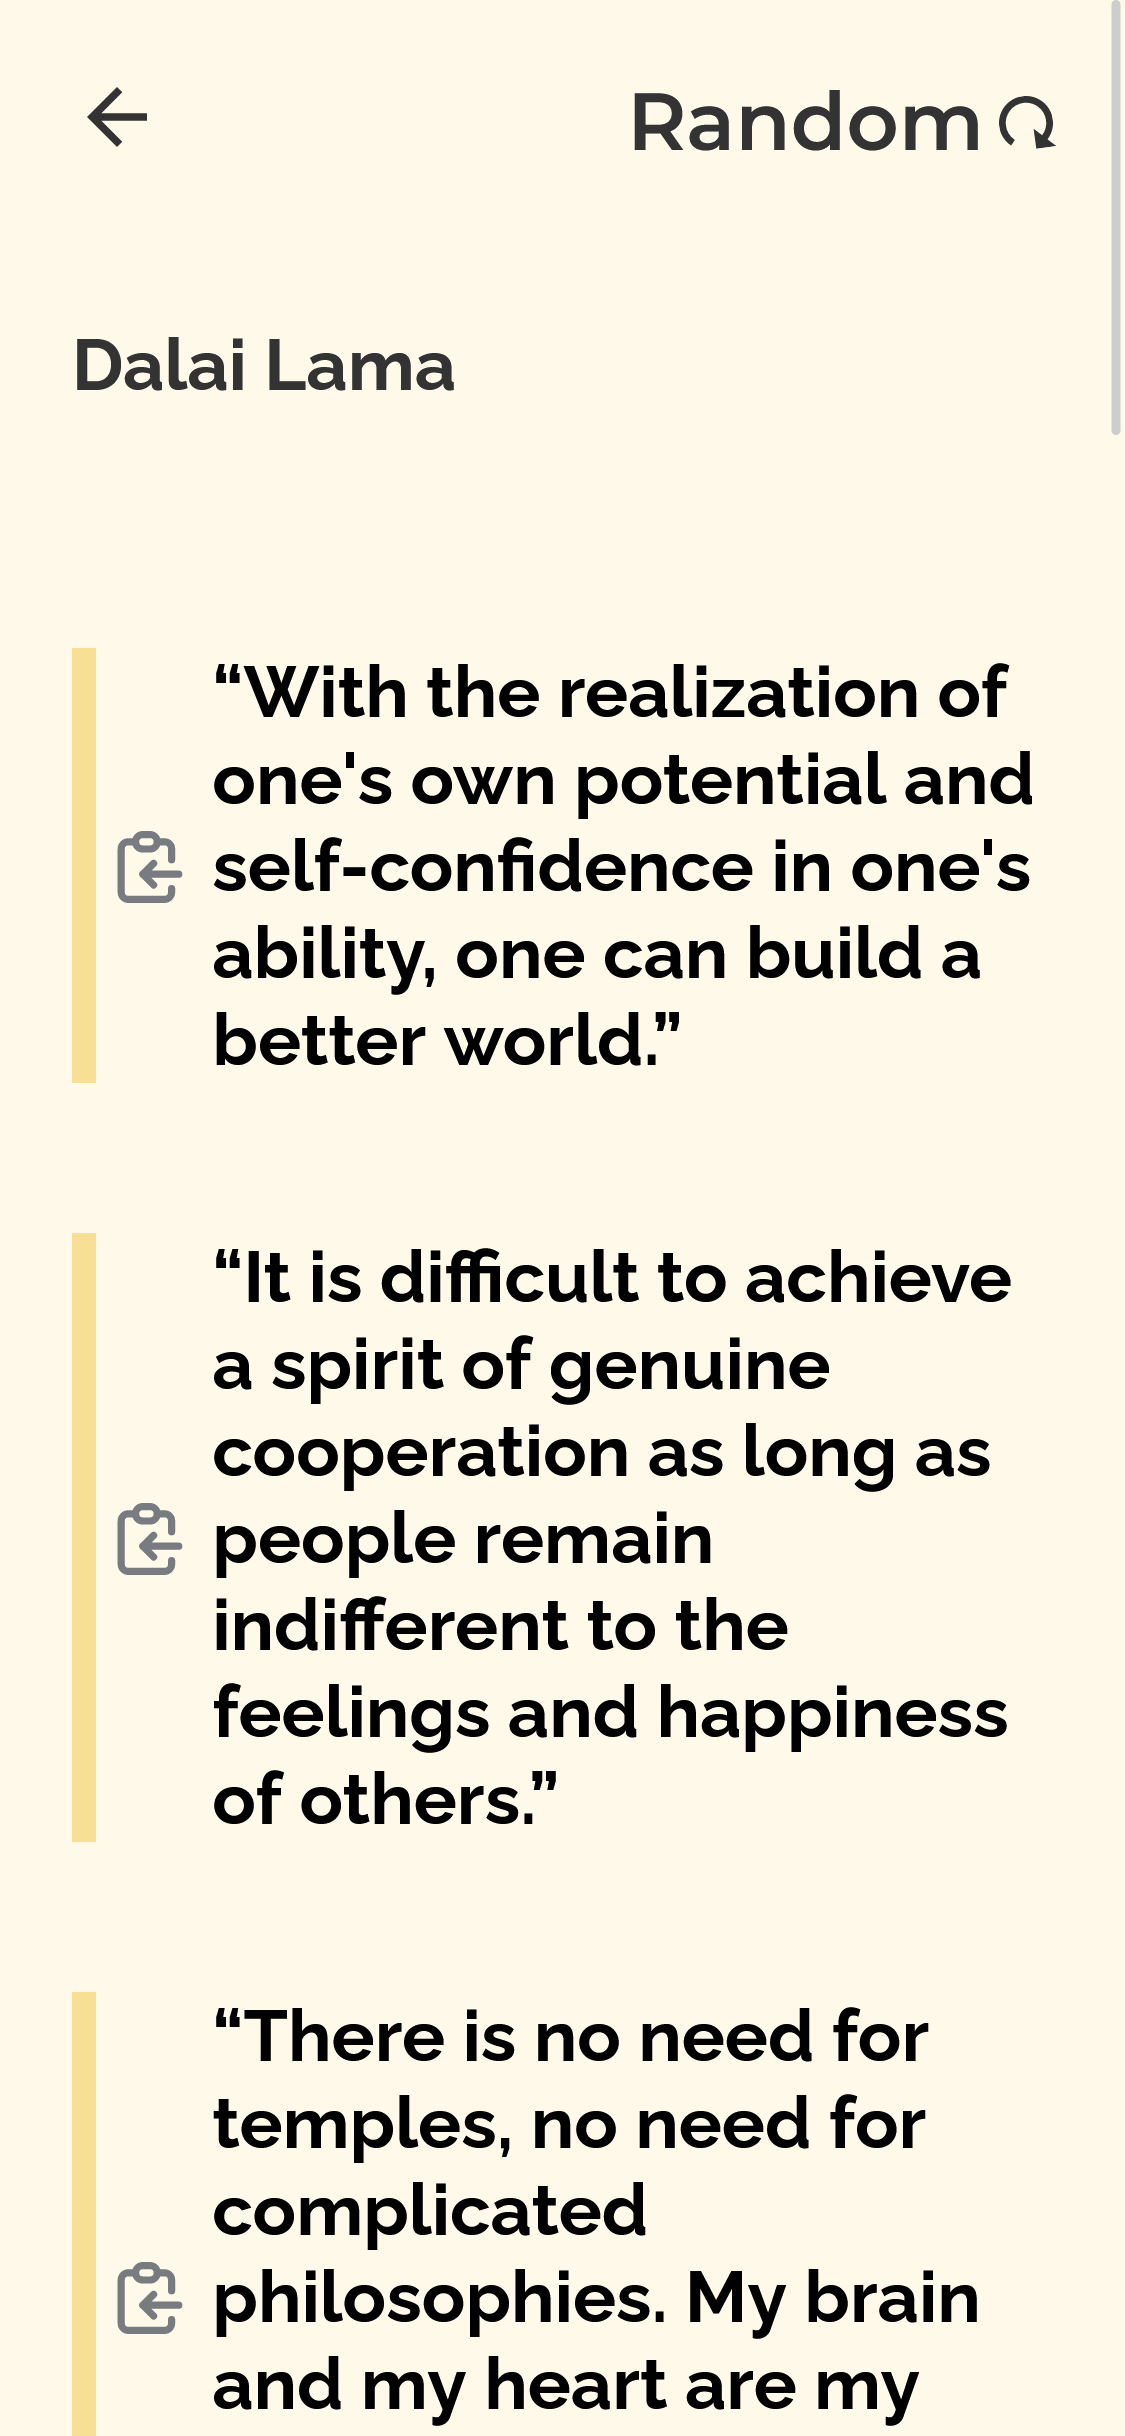 Random
Dalai Lama
“With the realization of
one's own potential and
self-confidence in one's
ability, one can build a
better world.”
“It is difficult to achieve
a spirit of genuine
cooperation as long as
people remain
indifferent to the
feelings and happiness
of others.”
“There is no need for
temples, no need for
complicated
philosophies. My brain
and my heart are my